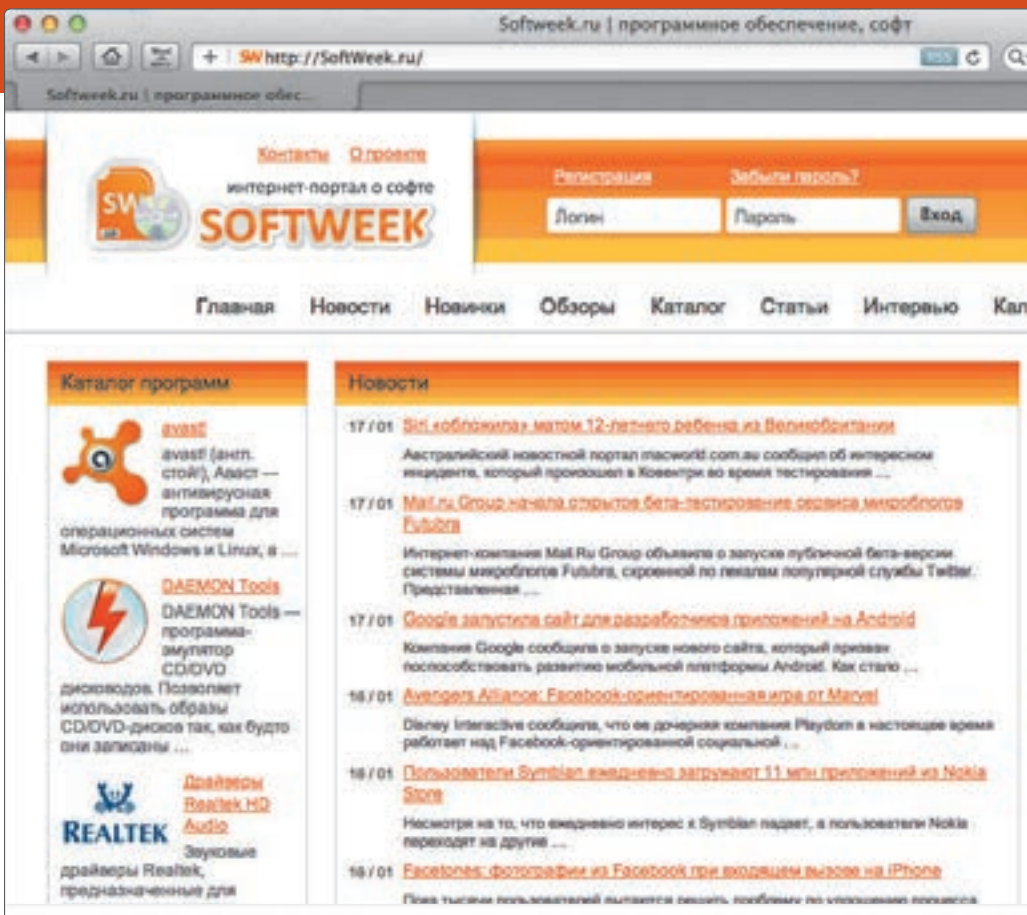 Softweek.ru | программное обеспечение, софт
SW http://SoftWeek.ru/
RSS
Softweek.ru | программное обес...
Контакты О проекте
интернет-портал о софте
SW
SOFTWEEK
Регистрация Забыли пароль?
Логин Пароль Вход
Главная Новости Новинки Обзоры Каталог Статьи Интервью Кал
Каталог программ
avast!
avast! (англ.
стой!), Аваст —
антивирусная
программа для
операционных систем
Microsoft Windows и Linux, а ...
DAEMON Tools
DAEMON Tools —
программа-
эмулятор
CD/DVD
дисководов. Позволяет
использовать образы
CD/DVD-дисков так, как будто
они записаны ...
REALTEK
Драйверы
Realtek HD
Audio
Звуковые
драйверы Realtek,
предназначенные для
Новости
17 / 01 Siri «обложила» матом 12-летнего ребенка из Великобритании
Австралийский новостной портал macworld.com.au сообщил об интересном
инциденте, который произошел в Ковентри во время тестирования ...
17 / 01 Mail.ru Group начала открытое бета-тестирование сервиса микроблогов
Futubra
Интернет-компания Mail.Ru Group объявила о запуске публичной бета-версии
системы микроблогов Futubra, скроенной по лекалам популярной службы Twitter.
Представленная ...
17 / 01 Google запустила сайт для разработчиков приложений на Android
Компания Google сообщила о запуске нового сайта, который призван
поспособствовать развитию мобильной платформы Android. Как стало ...
16 / 01 Avengers Alliance: Facebook-ориентированная игра от Marvel
Disney Interactive сообщила, что ее дочерняя компания Playdom в настоящее время
работает над Facebook-ориентированной социальной ...
16 / 01 Пользователи Symbian ежедневно загружают 11 млн приложений из Nokia
Store
Несмотря на то, что ежедневно интерес к Symbian падает, а пользователи Nokia
переходят на другие ...
16 / 01 Facetones: фотографии из Facebook при входящем вызове на iPhone
Пока тысячи пользователей пытаются решить проблему по упрощению процесса